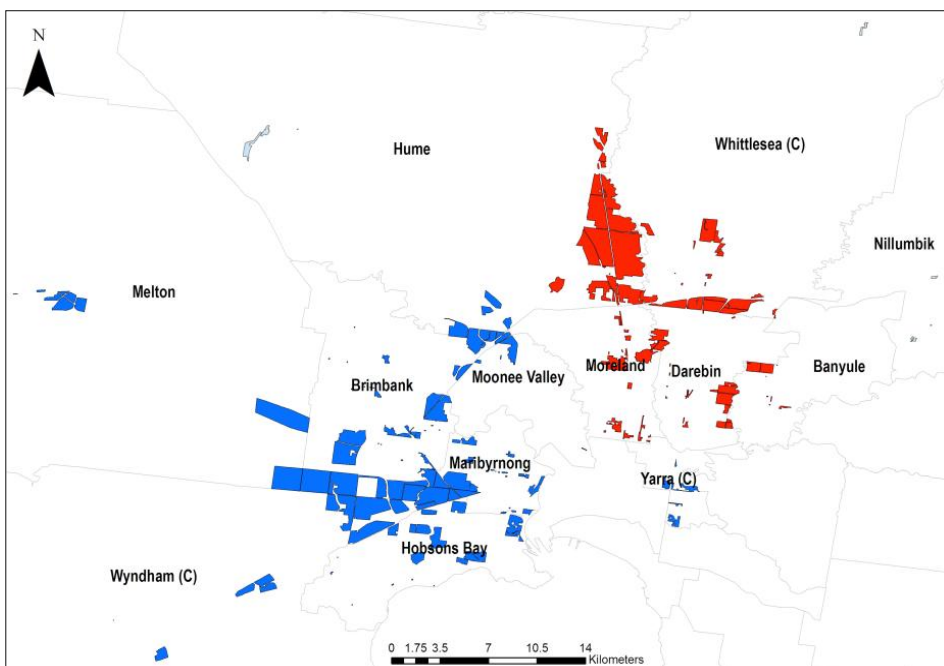 N
Hume
Whittlesea (C)
Nillumbik
Melton
Moreland
Darebin
Banyule
Brimbank
Moonee Valley
Maribyrnong
Yarra (C)
Hobsons Bay
Wyndham (C)
0 1.75 3.5 7 10.5 14
Kilometers